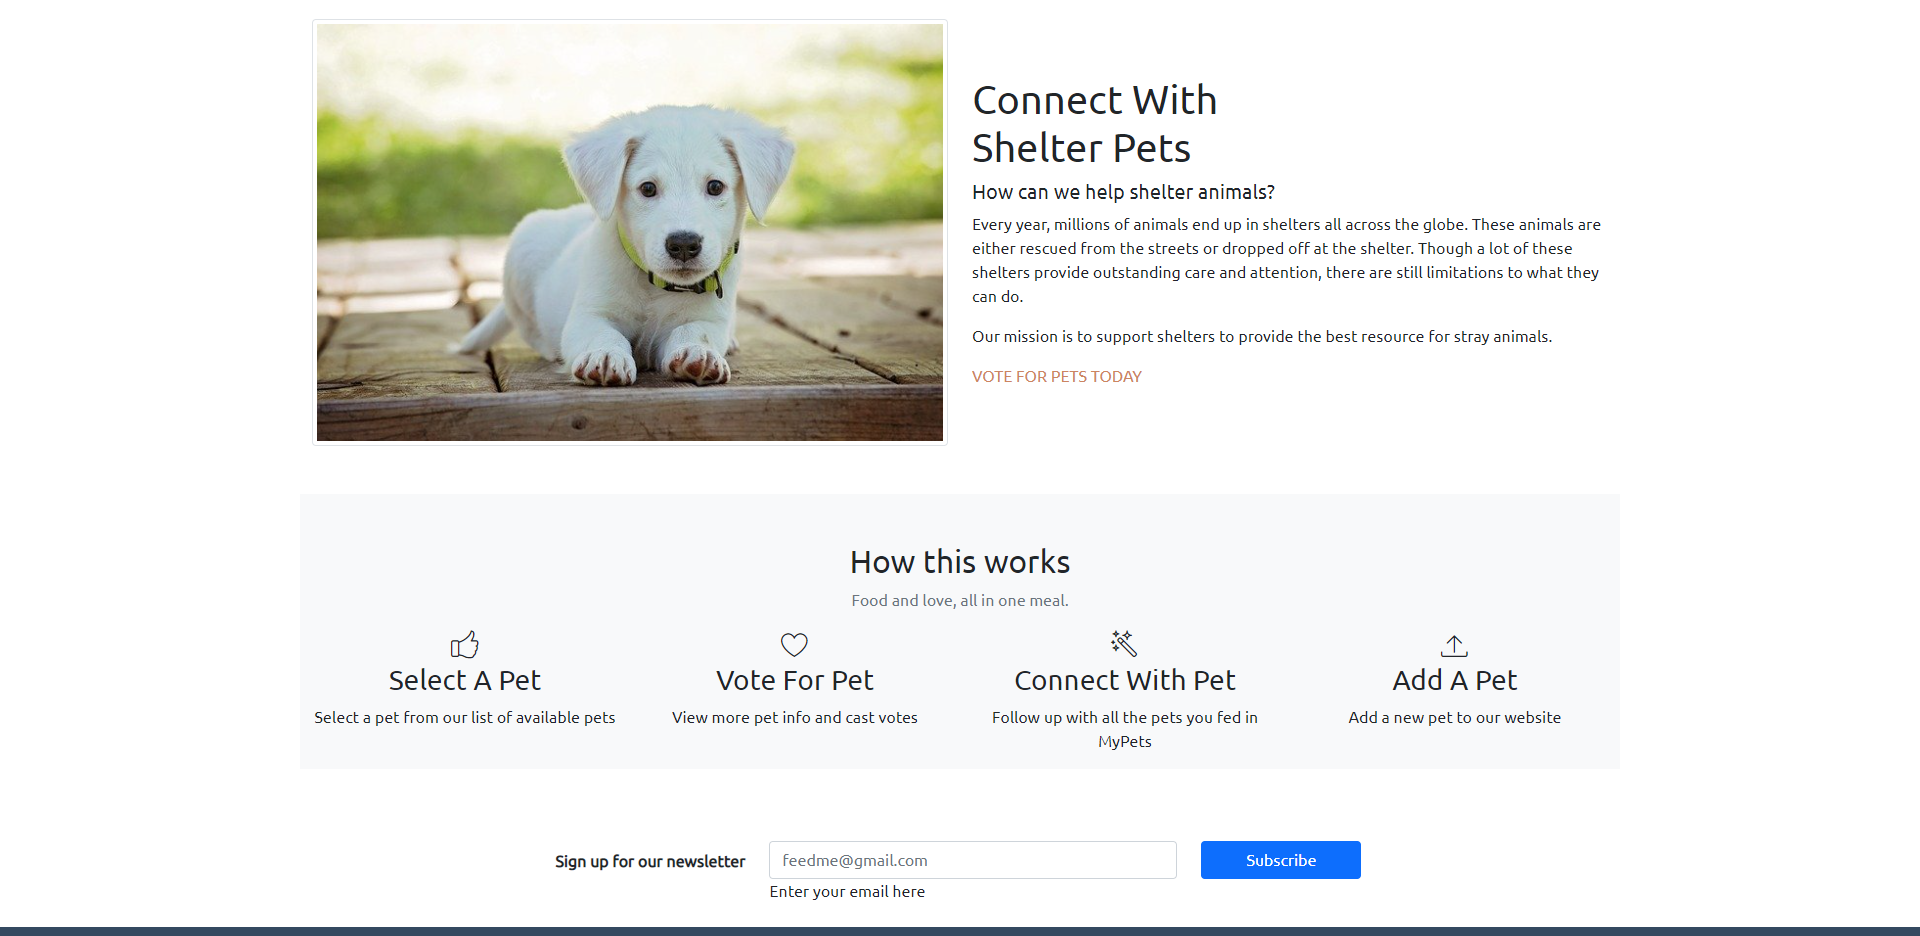 Connect With
Shelter Pets
How can we help shelter animals?
Every year, millions of animals end up in shelters all across the globe. These animals are
either rescued from the streets or dropped off at the shelter. Though a lot of these
shelters provide outstanding care and attention, there are still limitations to what they
can do.
Our mission is to support shelters to provide the best resource for stray animals.
VOTE FOR PETS TODAY
How this works
Food and love, all in one meal.
Select A Pet
Select a pet from our list of available pets
Vote For Pet
View more pet info and cast votes
Connect With Pet
Follow up with all the pets you fed in
MyPets
Add A Pet
Add a new pet to our website
Sign up for our newsletter
feedme@gmail.com
Subscribe
Enter your email here